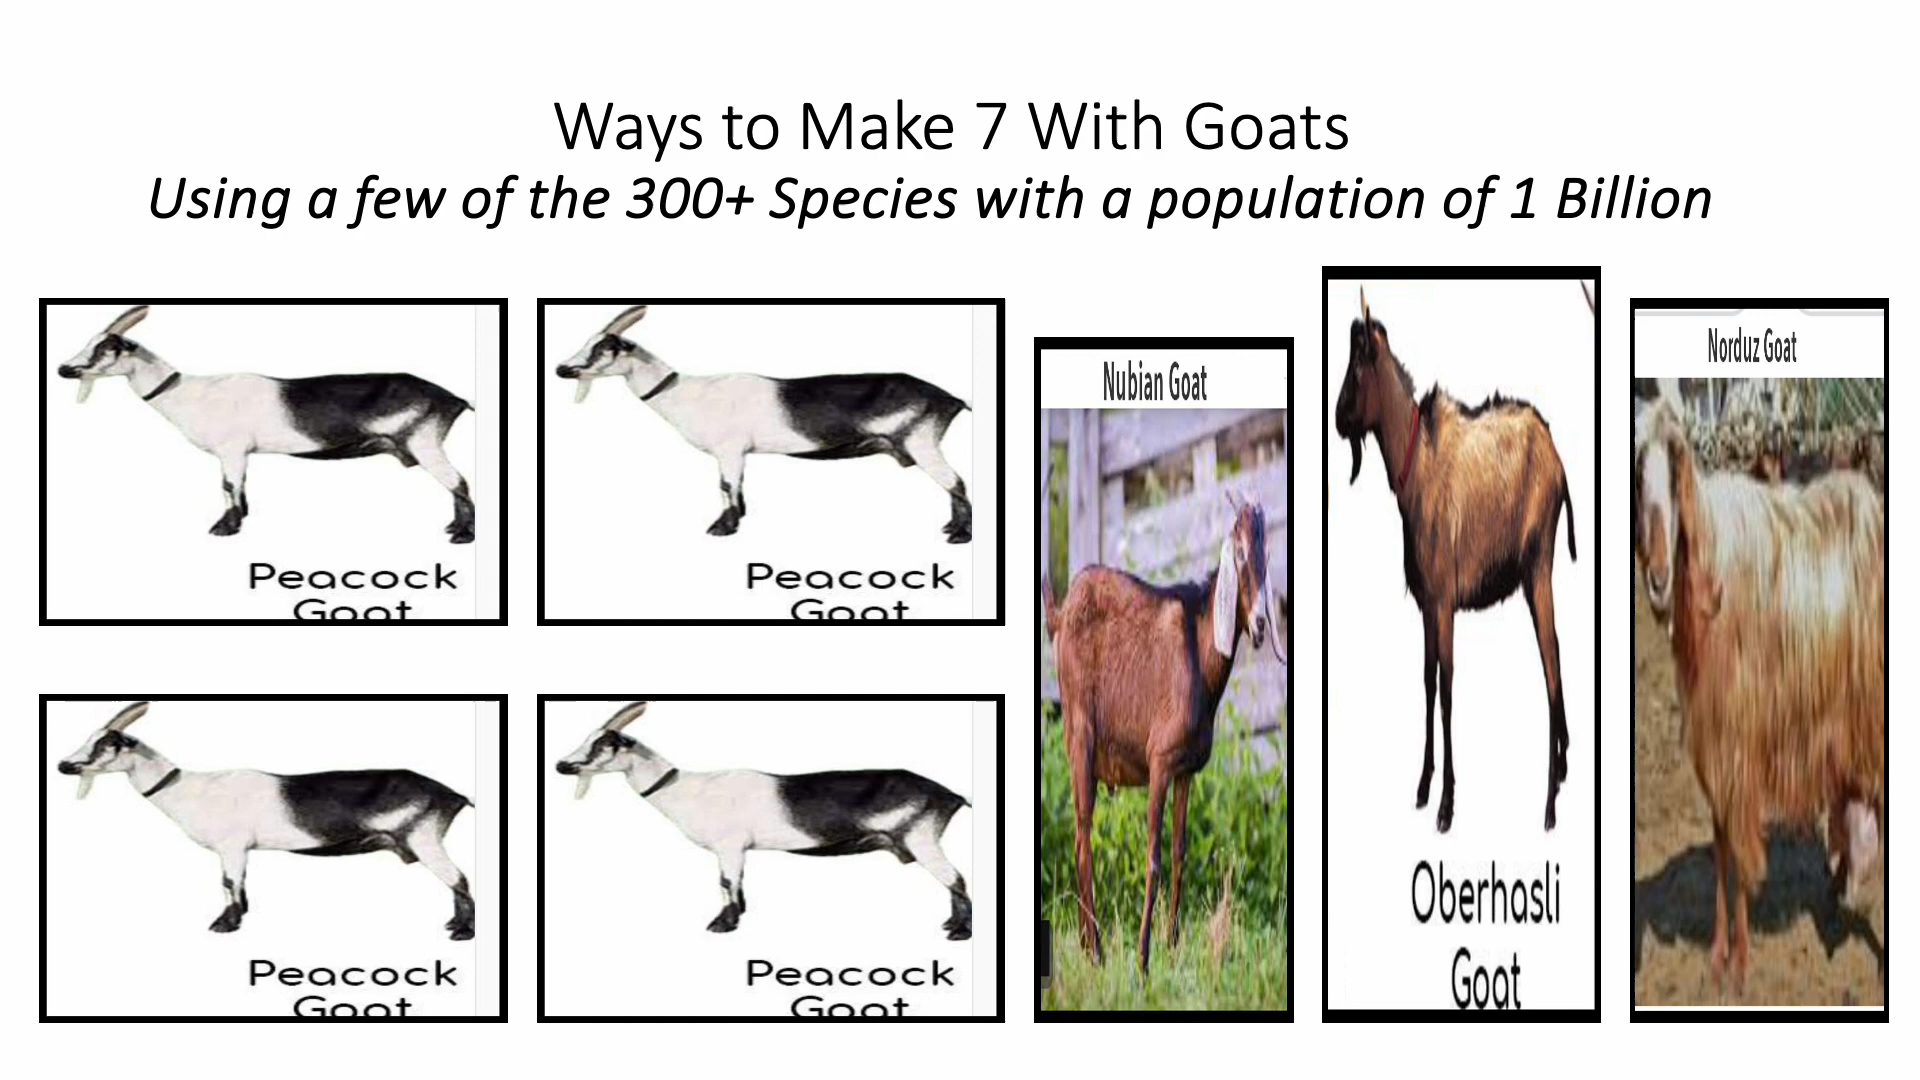 Ways to Make 7 With Goats
Using a few of the 300+ Species with a population of 1 Billion
Peacock
Goat
Peacock
Goat
Peacock
Goat
Peacock
Goat
Nubian Goat
Oberhasli
Goat
Norduz Goat